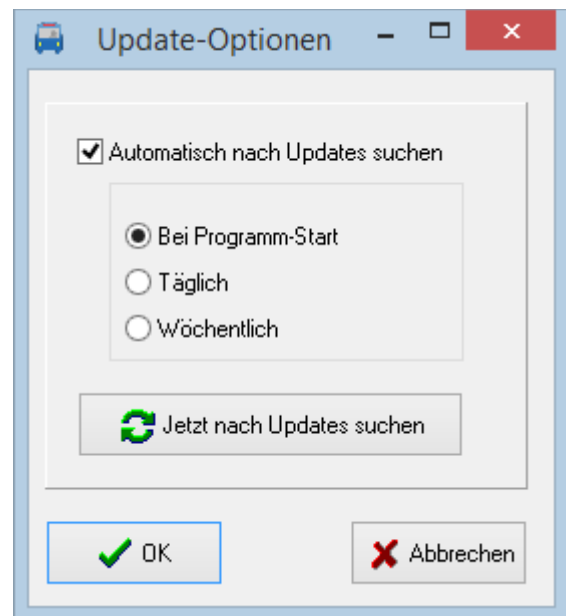 Update-Optionen
Automatisch nach Updates suchen
Bei Programm-Start
Täglich
Wöchentlich
Jetzt nach Updates suchen
OK
Abbrechen